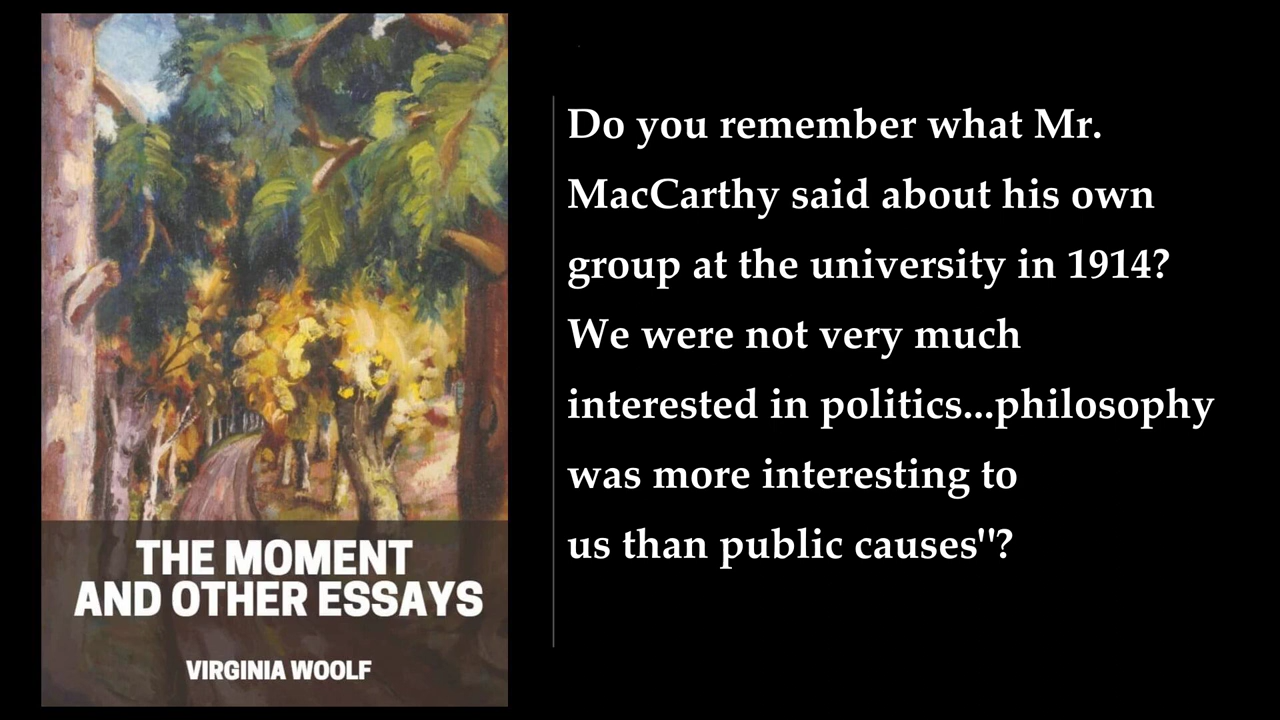 THE MOMENT
AND OTHER ESSAYS
VIRGINIA WOOLF
Do you remember what Mr.
MacCarthy said about his own
group at the university in 1914?
We were not very much
interested in politics...philosophy
was more interesting to
us than public causes"?